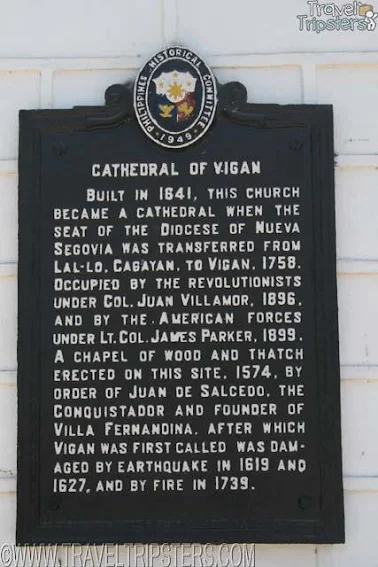 Travel
Tripsters
PHILIPPINE HISTORICAL COMMITTEE
1949
CATHEDRAL OF VIGAN
BUILT IN 1641, THIS CHURCH
BECAME A CATHEDRAL WHEN THE
SEAT OF THE DIOCESE OF NUEVA
SEGOVIA WAS TRANSFERRED FROM
LAL-LO, CAGAYAN, TO VIGAN, 1758.
OCCUPIED BY THE REVOLUTIONISTS
UNDER COL. JUAN VILLAMOR, 1896,
AND BY THE AMERICAN FORCES
UNDER LT. COL. JAMES PARKER, 1899.
A CHAPEL OF WOOD AND THATCH
ERECTED ON THIS SITE, 1574, BY
ORDER OF JUAN DE SALCEDO, THE
CONQUISTADOR AND FOUNDER OF
VILLA FERNANDINA, AFTER WHICH
VIGAN WAS FIRST CALLED WAS DAM-
AGED BY EARTHQUAKE IN 1619 AND
1627, AND BY FIRE IN 1739.
©WWW.TRAVELTRIPSTERS.COM